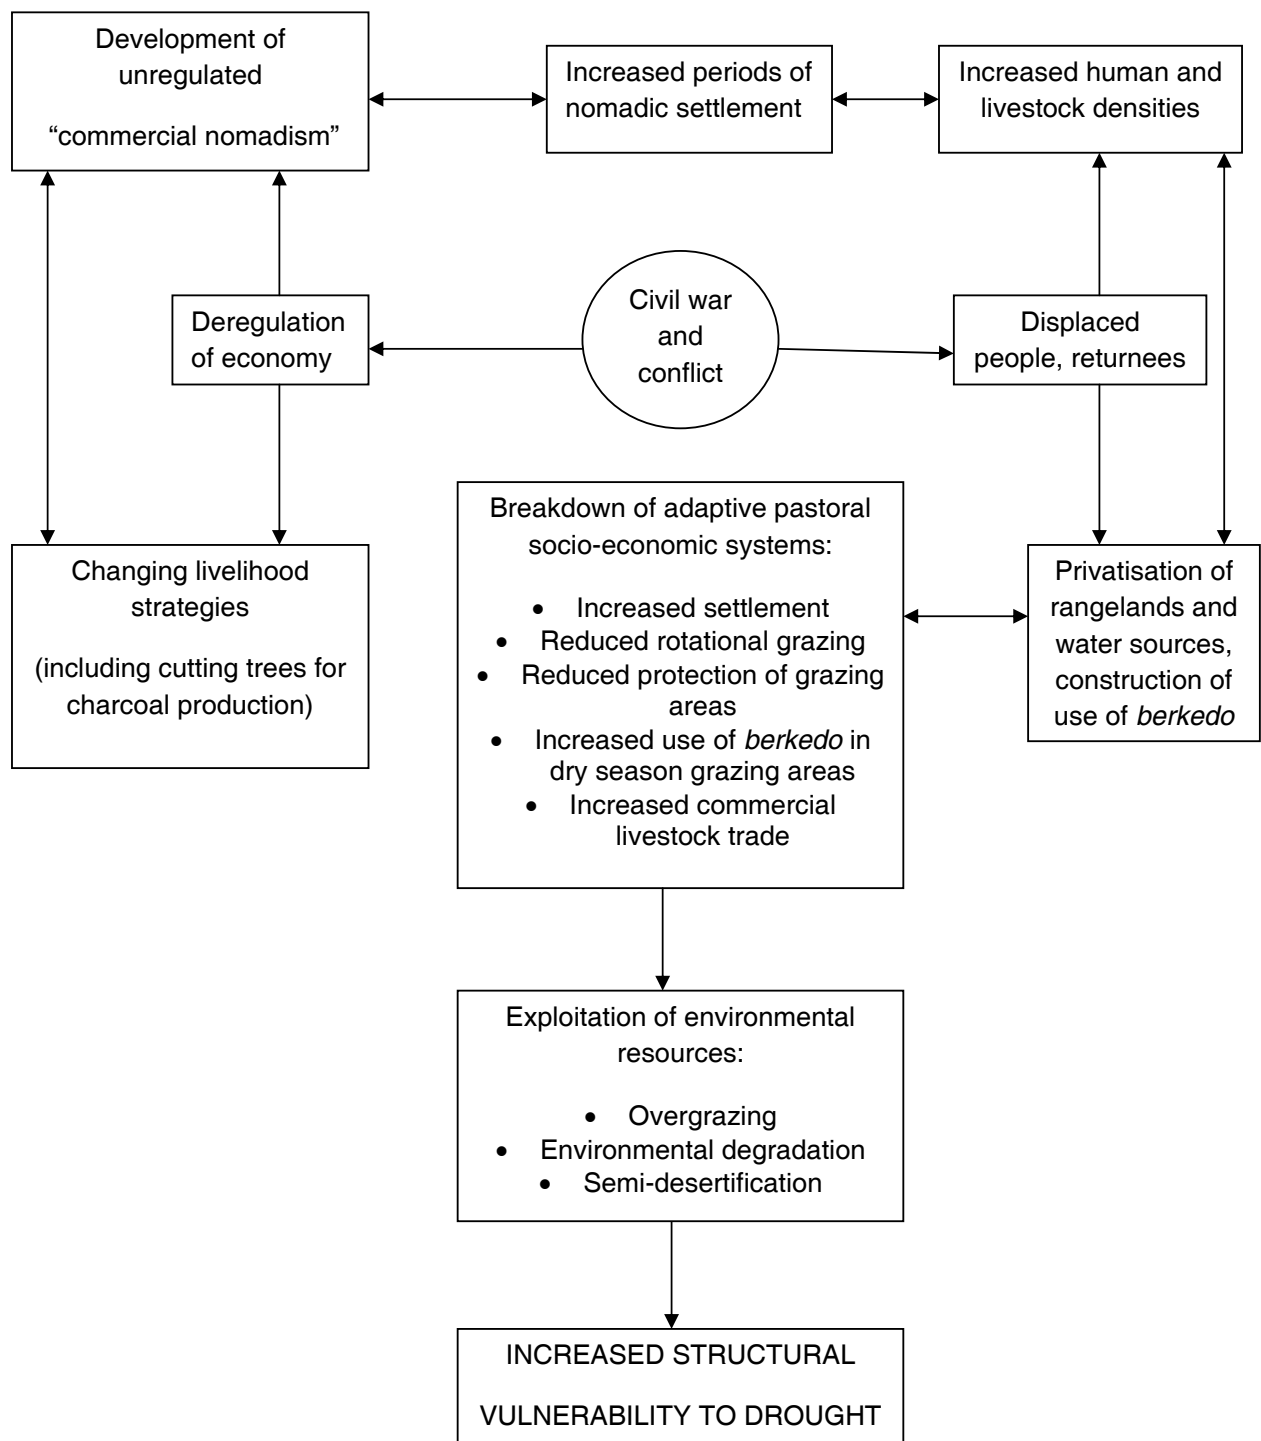 Development of
unregulated
“commercial nomadism”
Increased periods of
nomadic settlement
Increased human and
livestock densities
Deregulation
of economy
Civil war
and
conflict
Displaced
people, returnees
Changing livelihood
strategies
(including cutting trees for
charcoal production)
Breakdown of adaptive pastoral
socio-economic systems:
• Increased settlement
• Reduced rotational grazing
• Reduced protection of grazing
areas
• Increased use of berkedo in
dry season grazing areas
• Increased commercial
livestock trade
Privatisation of
rangelands and
water sources,
construction of
use of berkedo
Exploitation of environmental
resources:
• Overgrazing
• Environmental degradation
• Semi-desertification
INCREASED STRUCTURAL
VULNERABILITY TO DROUGHT